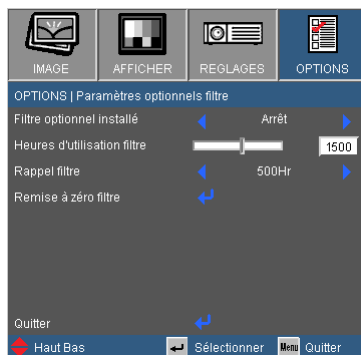 IMAGE AFFICHER REGLAGES OPTIONS
OPTIONS | Paramètres optionnels filtre
Filtre optionnel installé Arrêt
Heures d'utilisation filtre 1500
Rappel filtre 500Hr
Remise à zéro filtre
Quitter
Haut Bas Sélectionner Menu Quitter